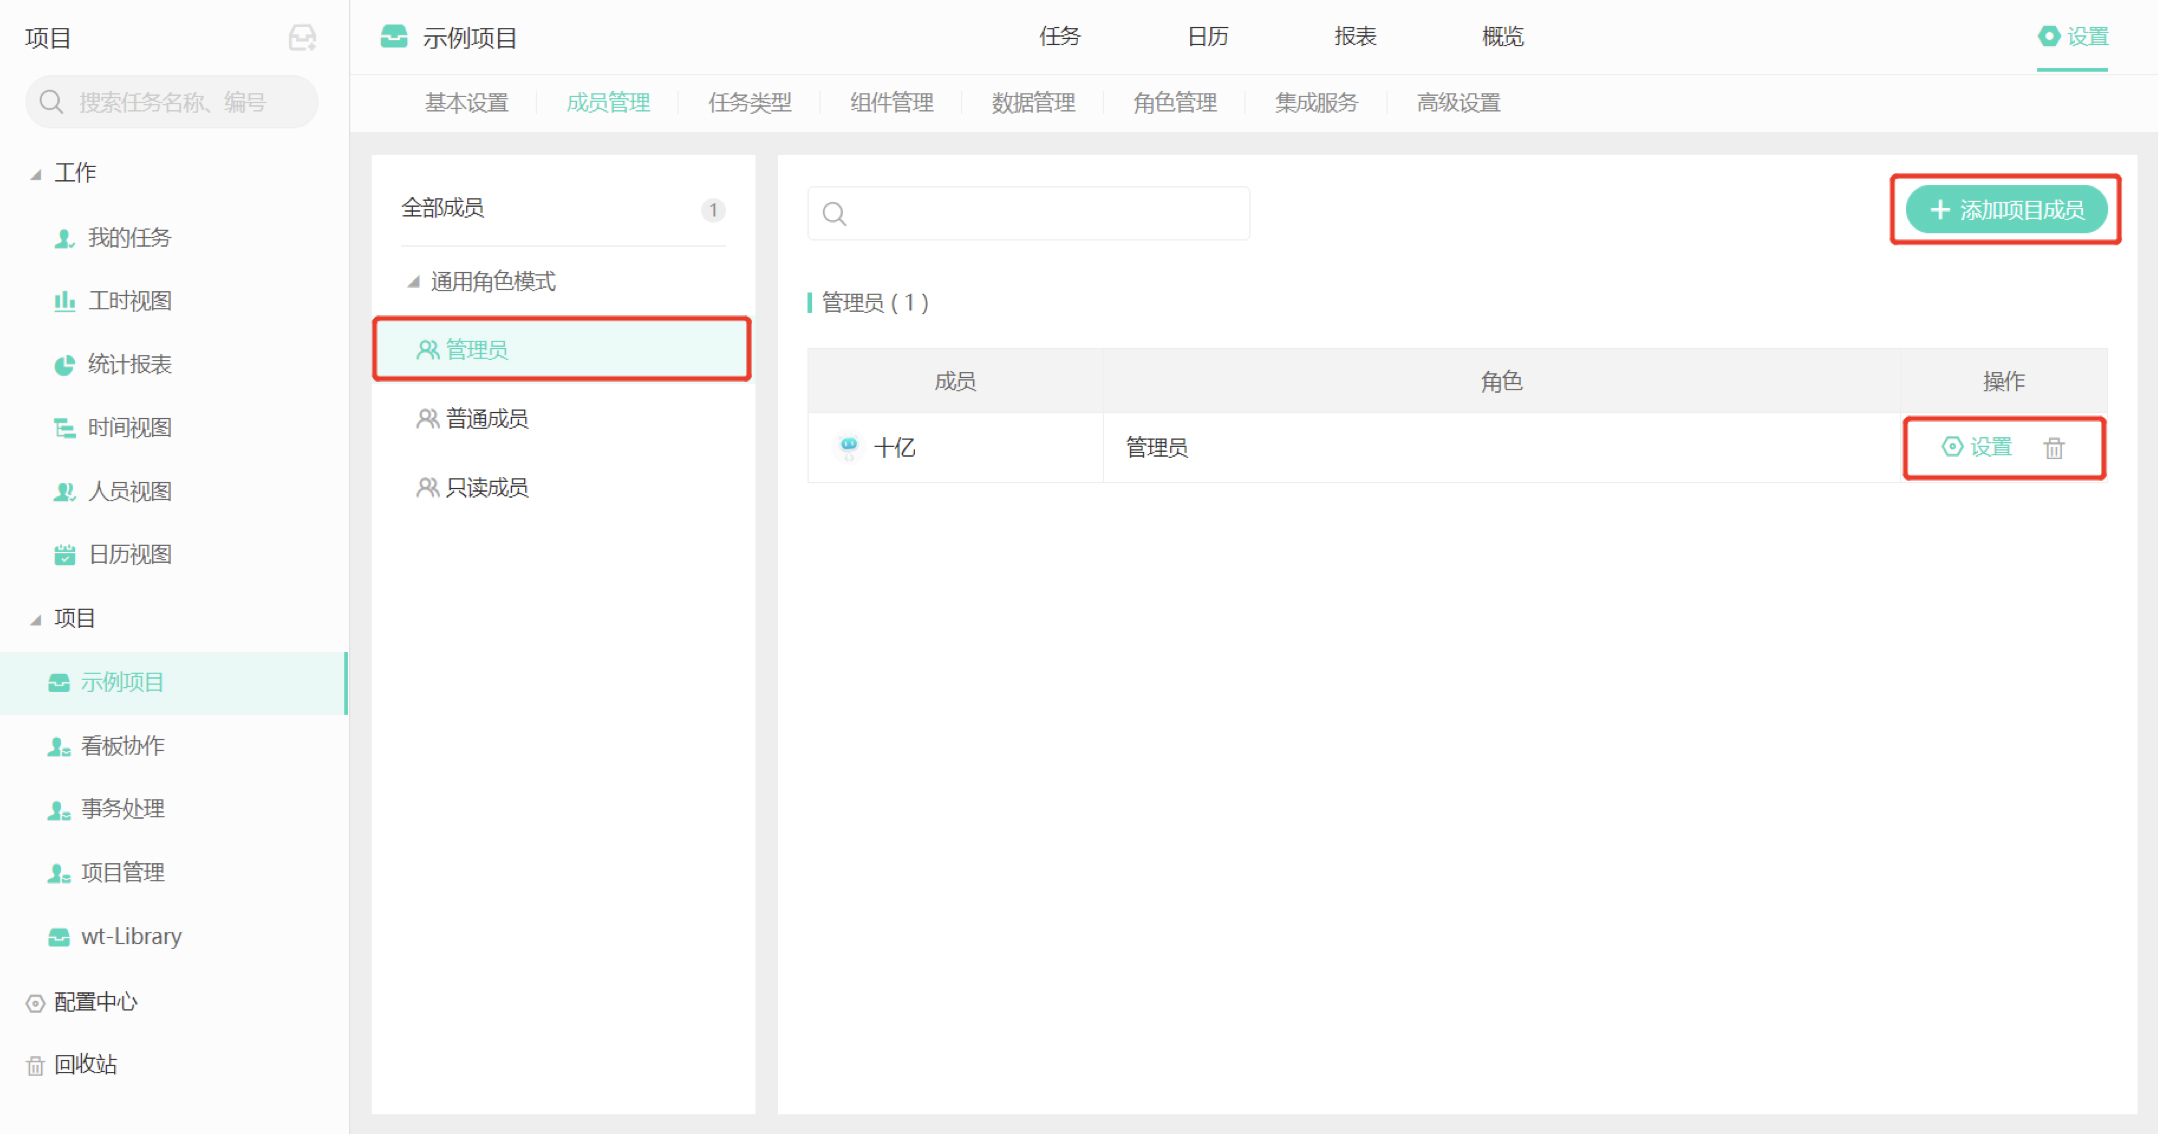 项目
搜索任务名称、编号
工作
我的任务
工时视图
统计报表
时间视图
人员视图
日历视图
项目
示例项目
看板协作
事务处理
项目管理
wt-Library
配置中心
回收站
示例项目
任务
日历
报表
概览
设置
基本设置
成员管理
任务类型
组件管理
数据管理
角色管理
集成服务
高级设置
全部成员 1
通用角色模式
管理员
普通成员
只读成员
添加项目成员
管理员 ( 1 )
成员 角色 操作
十亿 管理员 设置